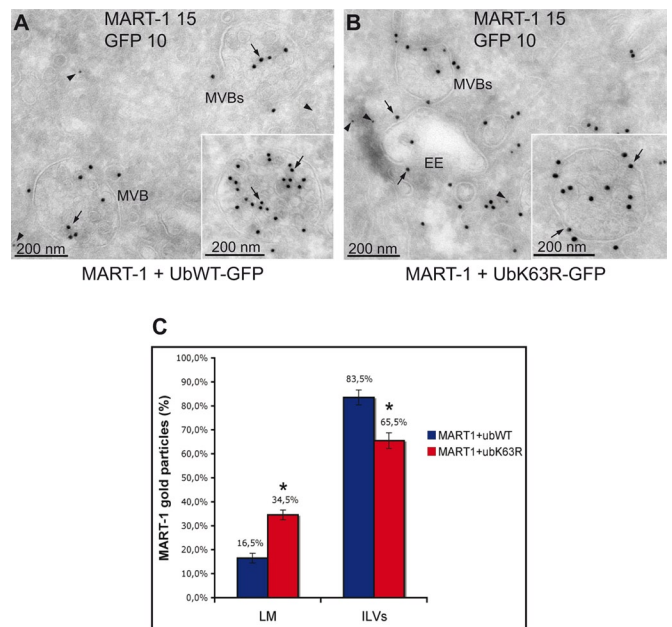 A
MART-1 15
GFP 10
MVBs
MVB
200 nm
200 nm
MART-1 + UbWT-GFP
B
MART-1 15
GFP 10
MVBs
EE
200 nm
200 nm
MART-1 + UbK63R-GFP
C
MART-1 gold particles (%)
100,0%
90,0%
80,0%
70,0%
60,0%
50,0%
40,0%
30,0%
20,0%
10,0%
0,0%
16,5%
*
34,5%
83,5%
*
65,5%
LM
ILVs
MART1+ubWT
MART1+ubK63R